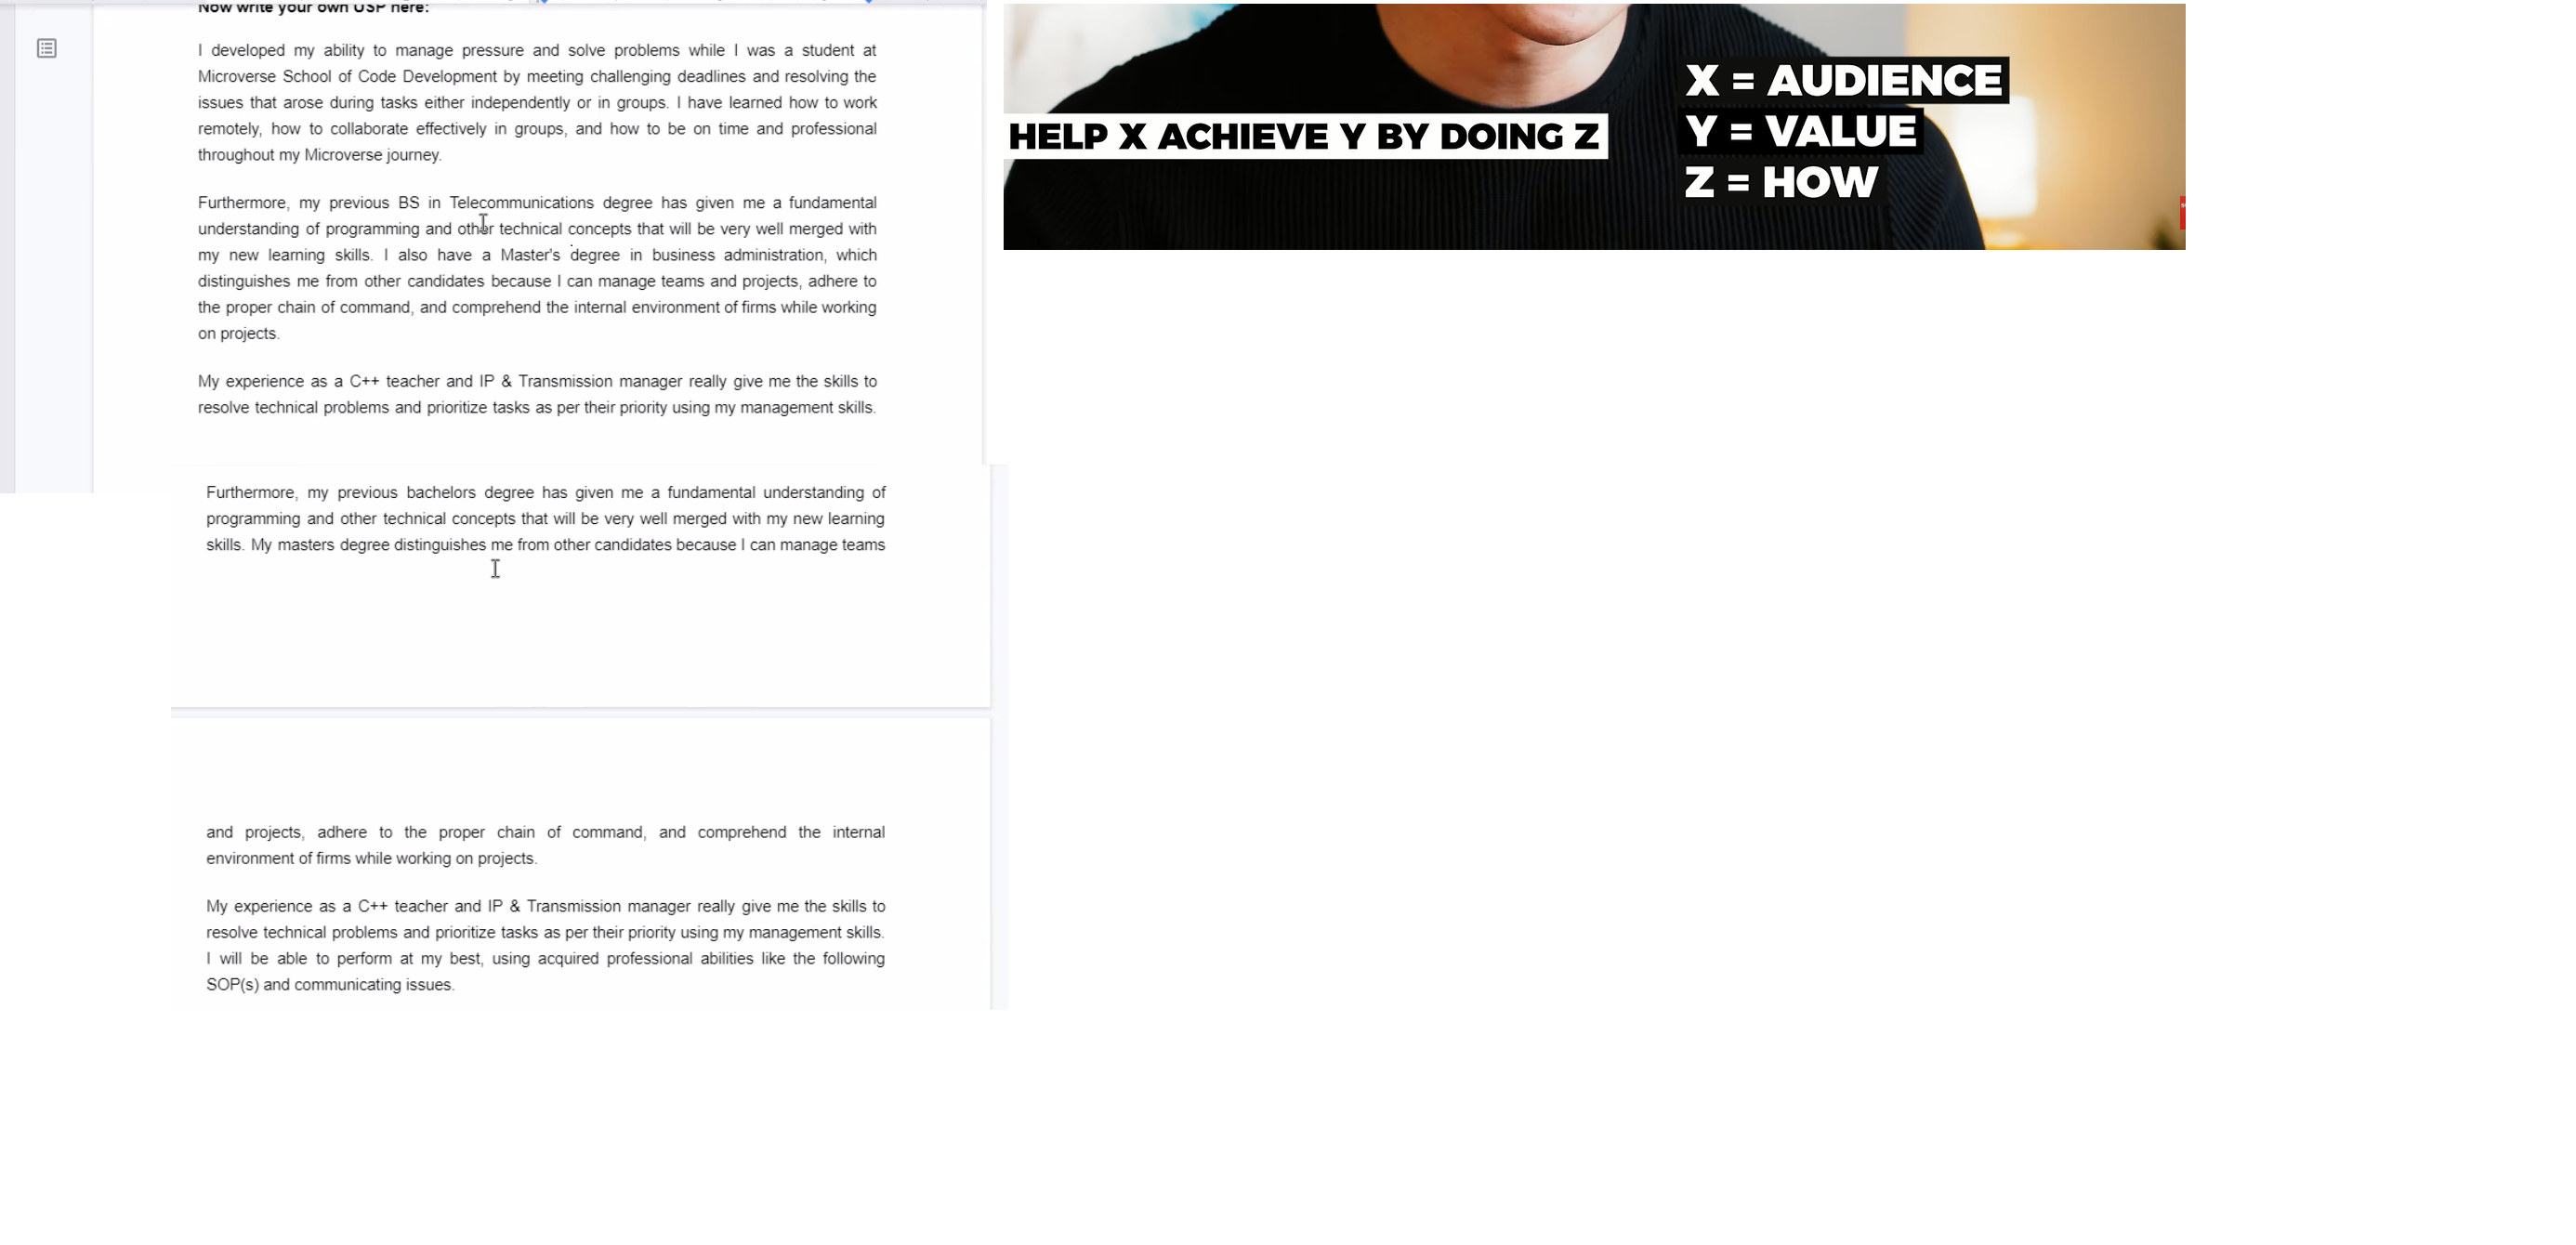 Now write your own USP here:
I developed my ability to manage pressure and solve problems while I was a student at
Microverse School of Code Development by meeting challenging deadlines and resolving the
issues that arose during tasks either independently or in groups. I have learned how to work
remotely, how to collaborate effectively in groups, and how to be on time and professional
throughout my Microverse journey.
Furthermore, my previous BS in Telecommunications degree has given me a fundamental
understanding of programming and other technical concepts that will be very well merged with
my new learning skills. I also have a Master's degree in business administration, which
distinguishes me from other candidates because I can manage teams and projects, adhere to
the proper chain of command, and comprehend the internal environment of firms while working
on projects.
My experience as a C++ teacher and IP & Transmission manager really give me the skills to
resolve technical problems and prioritize tasks as per their priority using my management skills.
Furthermore, my previous bachelors degree has given me a fundamental understanding of
programming and other technical concepts that will be very well merged with my new learning
skills. My masters degree distinguishes me from other candidates because I can manage teams
and projects, adhere to the proper chain of command, and comprehend the internal
environment of firms while working on projects.
My experience as a C++ teacher and IP & Transmission manager really give me the skills to
resolve technical problems and prioritize tasks as per their priority using my management skills.
I will be able to perform at my best, using acquired professional abilities like the following
SOP(s) and communicating issues.
HELP X ACHIEVE Y BY DOING Z
X = AUDIENCE
Y = VALUE
Z = HOW